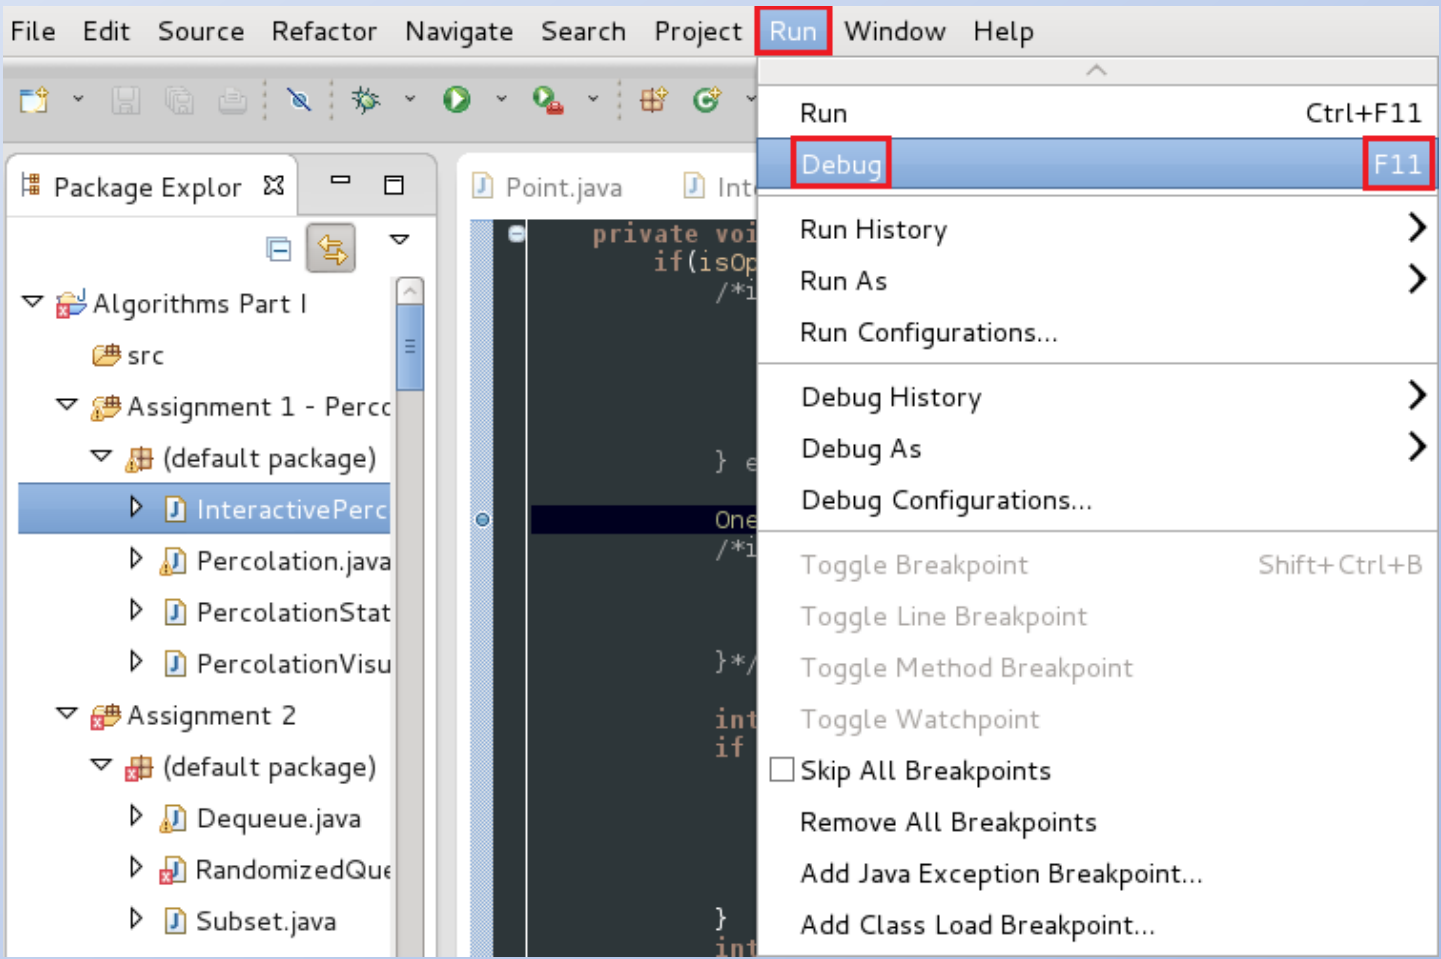 File Edit Source Refactor Navigate Search Project Run Window Help
Run Ctrl+F11
Debug F11
Run History
Run As
Run Configurations...
Debug History
Debug As
Debug Configurations...
Toggle Breakpoint Shift+Ctrl+B
Toggle Line Breakpoint
Toggle Method Breakpoint
Toggle Watchpoint
Skip All Breakpoints
Remove All Breakpoints
Add Java Exception Breakpoint...
Add Class Load Breakpoint...
Package Explor
Algorithms Part I
src
Assignment 1 - Perco
(default package)
InteractivePerc
Percolation.java
PercolationStat
PercolationVisu
Assignment 2
(default package)
Dequeue.java
RandomizedQue
Subset.java
Point.java Inte
private voi
if(isOp
/*i
} e
One
/*i
}*/
int
if
}
int